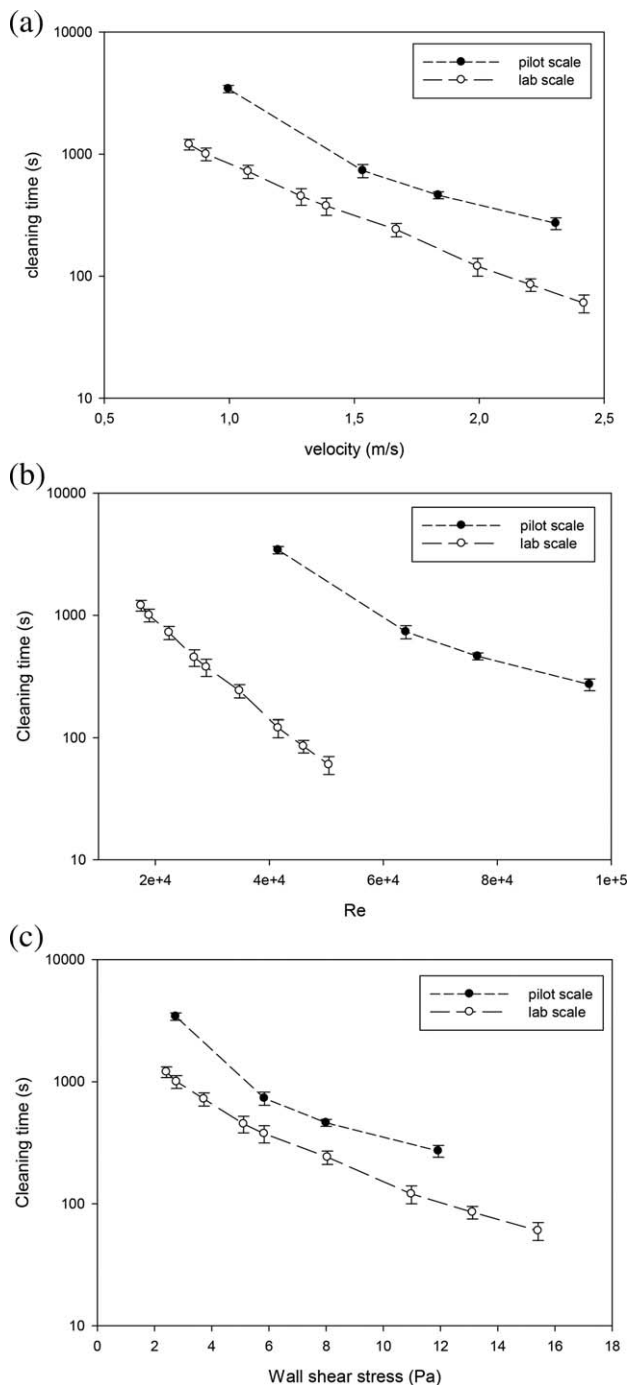 (a)
10000
1000
100
10
cleaning time (s)
pilot scale
lab scale
0,5 1,0 1,5 2,0 2,5
velocity (m/s)
(b)
10000
1000
100
10
Cleaning time (s)
pilot scale
lab scale
2e+4 4e+4 6e+4 8e+4 1e+5
Re
(c)
10000
1000
100
10
Cleaning time (s)
pilot scale
lab scale
0 2 4 6 8 10 12 14 16 18
Wall shear stress (Pa)